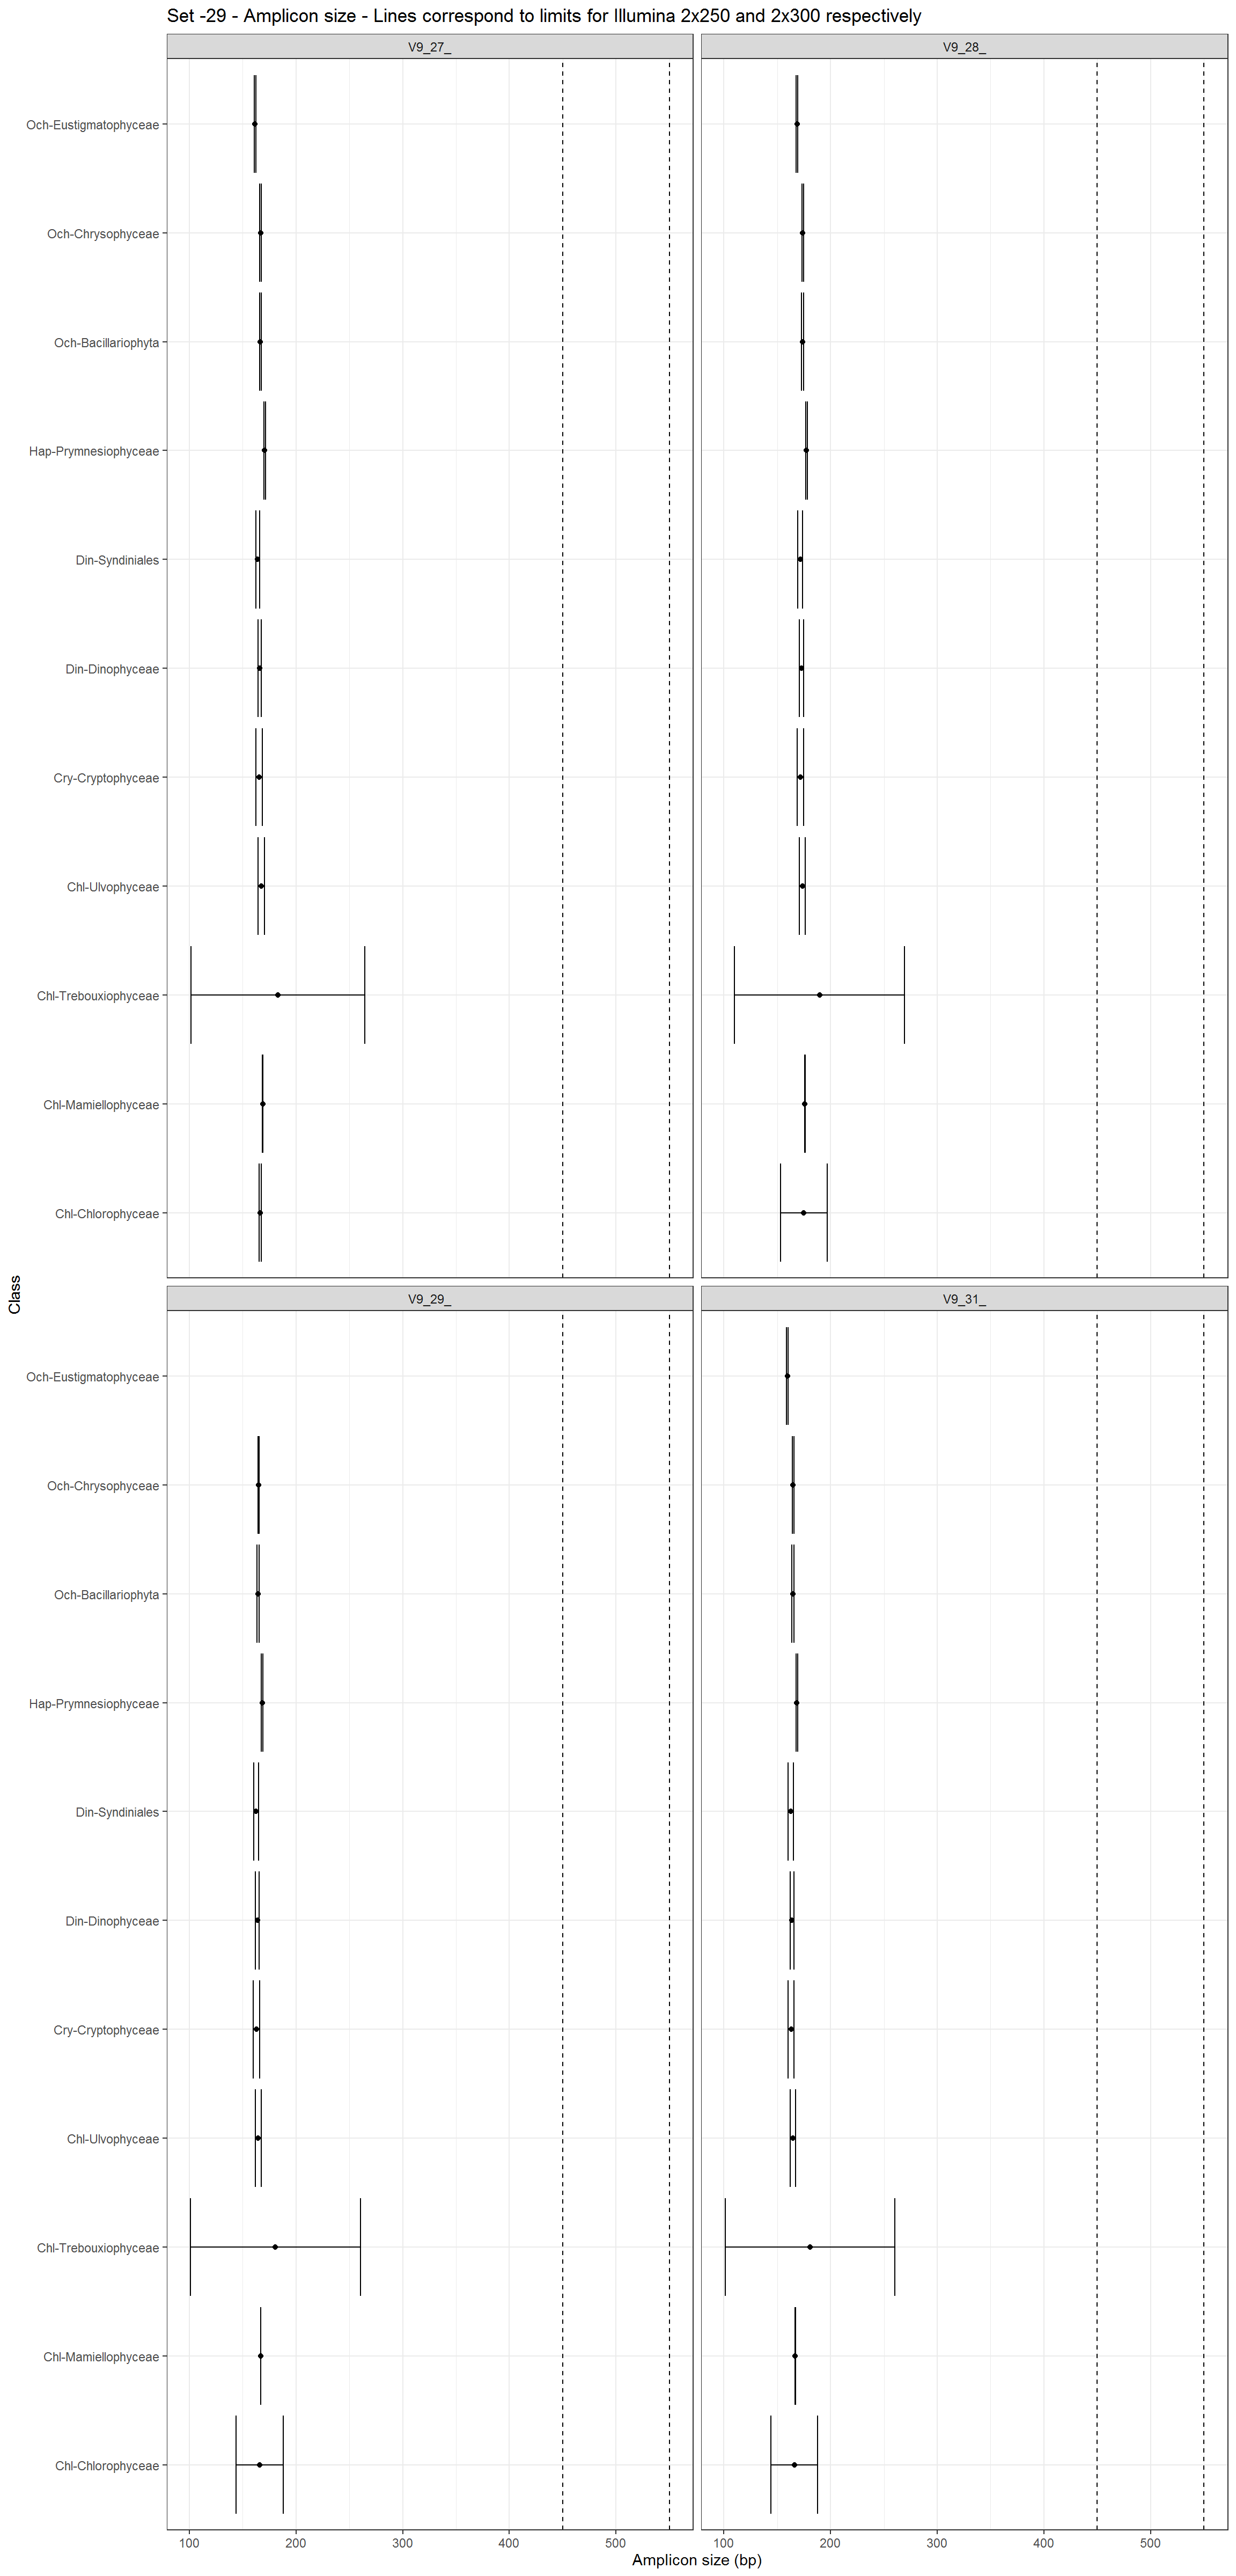 Set -29 - Amplicon size - Lines correspond to limits for Illumina 2x250 and 2x300 respectively
V9_27_
V9_28_
Och-Eustigmatophyceae
Och-Chrysophyceae
Och-Bacillariophyta
Hap-Prymnesiophyceae
Din-Syndiniales
Din-Dinophyceae
Cry-Cryptophyceae
Chl-Ulvophyceae
Chl-Trebouxiophyceae
Chl-Mamiellophyceae
Chl-Chlorophyceae
Class
V9_29_
V9_31_
Och-Eustigmatophyceae
Och-Chrysophyceae
Och-Bacillariophyta
Hap-Prymnesiophyceae
Din-Syndiniales
Din-Dinophyceae
Cry-Cryptophyceae
Chl-Ulvophyceae
Chl-Trebouxiophyceae
Chl-Mamiellophyceae
Chl-Chlorophyceae
100 200 300 400 500
100 200 300 400 500
Amplicon size (bp)